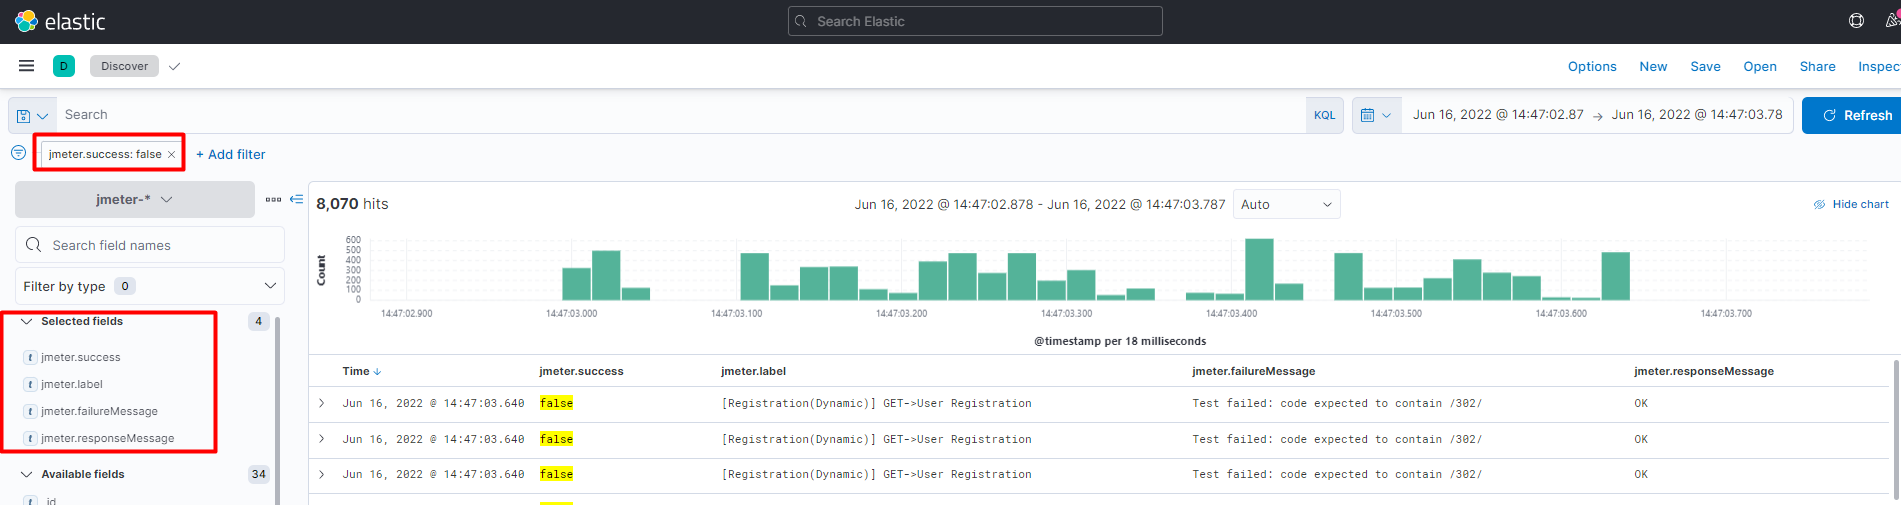 elastic
Search Elastic
D Discover
Options New Save Open Share Inspec
Search
KQL
Jun 16, 2022 @ 14:47:02.87 → Jun 16, 2022 @ 14:47:03.78
Refresh
jmeter.success: false × + Add filter
jmeter-*
8,070 hits
Jun 16, 2022 @ 14:47:02.878 - Jun 16, 2022 @ 14:47:03.787
Auto
Hide chart
Search field names
Filter by type 0
Selected fields 4
t jmeter.success
t jmeter.label
t jmeter.failureMessage
t jmeter.responseMessage
Available fields 34
t _id
Count
600
500
400
300
200
100
0
14:47:02.900 14:47:03.000 14:47:03.100 14:47:03.200 14:47:03.300 14:47:03.400 14:47:03.500 14:47:03.600 14:47:03.700
@timestamp per 18 milliseconds
Time ↓ jmeter.success jmeter.label jmeter.failureMessage jmeter.responseMessage
Jun 16, 2022 @ 14:47:03.640 false [Registration(Dynamic)] GET->User Registration Test failed: code expected to contain /302/ OK
Jun 16, 2022 @ 14:47:03.640 false [Registration(Dynamic)] GET->User Registration Test failed: code expected to contain /302/ OK
Jun 16, 2022 @ 14:47:03.640 false [Registration(Dynamic)] GET->User Registration Test failed: code expected to contain /302/ OK